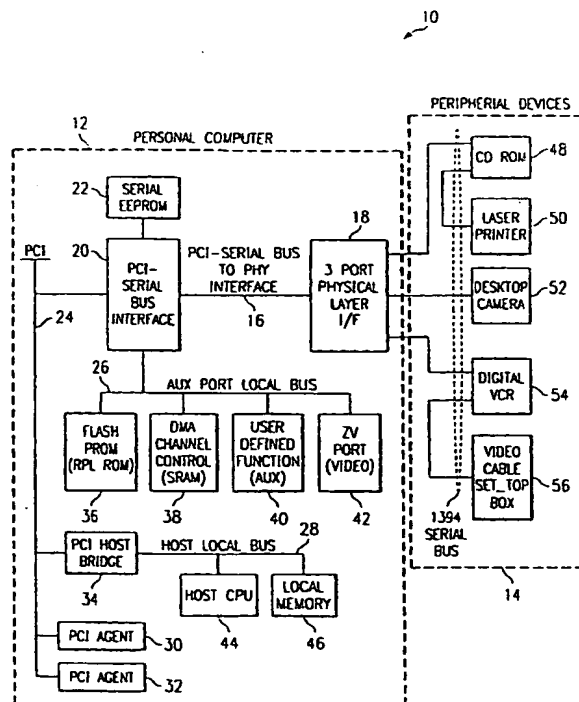 10
PERIPHERIAL DEVICES
12
PERSONAL COMPUTER
22
SERIAL
EEPROM
18
CD ROM
48
PCI
20
PCI-
SERIAL
BUS
INTERFACE
PCI-SERIAL BUS
TO PHY
INTERFACE
16
3 PORT
PHYSICAL
LAYER
I/F
LASER
PRINTER
50
DESKTOP
CAMERA
52
24
26
AUX PORT LOCAL BUS
DIGITAL
VCR
54
FLASH
PROM
(RPL ROM)
36
DMA
CHANNEL
CONTROL
(SRAM)
38
USER
DEFINED
FUNCTION
(AUX)
40
ZV
PORT
(VIDEO)
42
VIDEO
CABLE
SET_TOP
BOX
56
1394
SERIAL
BUS
14
PCI HOST
BRIDGE
34
HOST LOCAL BUS
28
HOST CPU
44
LOCAL
MEMORY
46
PCI AGENT
30
PCI AGENT
32